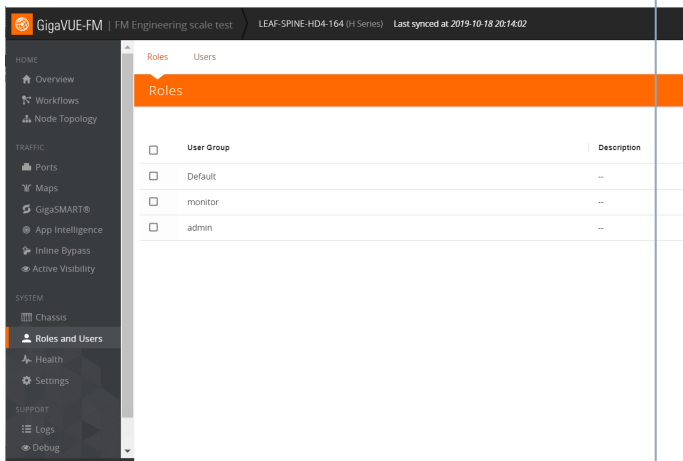 GigaVUE-FM | FM Engineering scale test LEAF-SPINE-HD4-164 (H Series) Last synced at 2019-10-18 20:14:02
HOME
Overview
Workflows
Node Topology
TRAFFIC
Ports
Maps
GigaSMART®
App Intelligence
Inline Bypass
Active Visibility
SYSTEM
Chassis
Roles and Users
Health
Settings
SUPPORT
Logs
Debug
Roles Users
Roles
User Group Description
Default --
monitor --
admin --